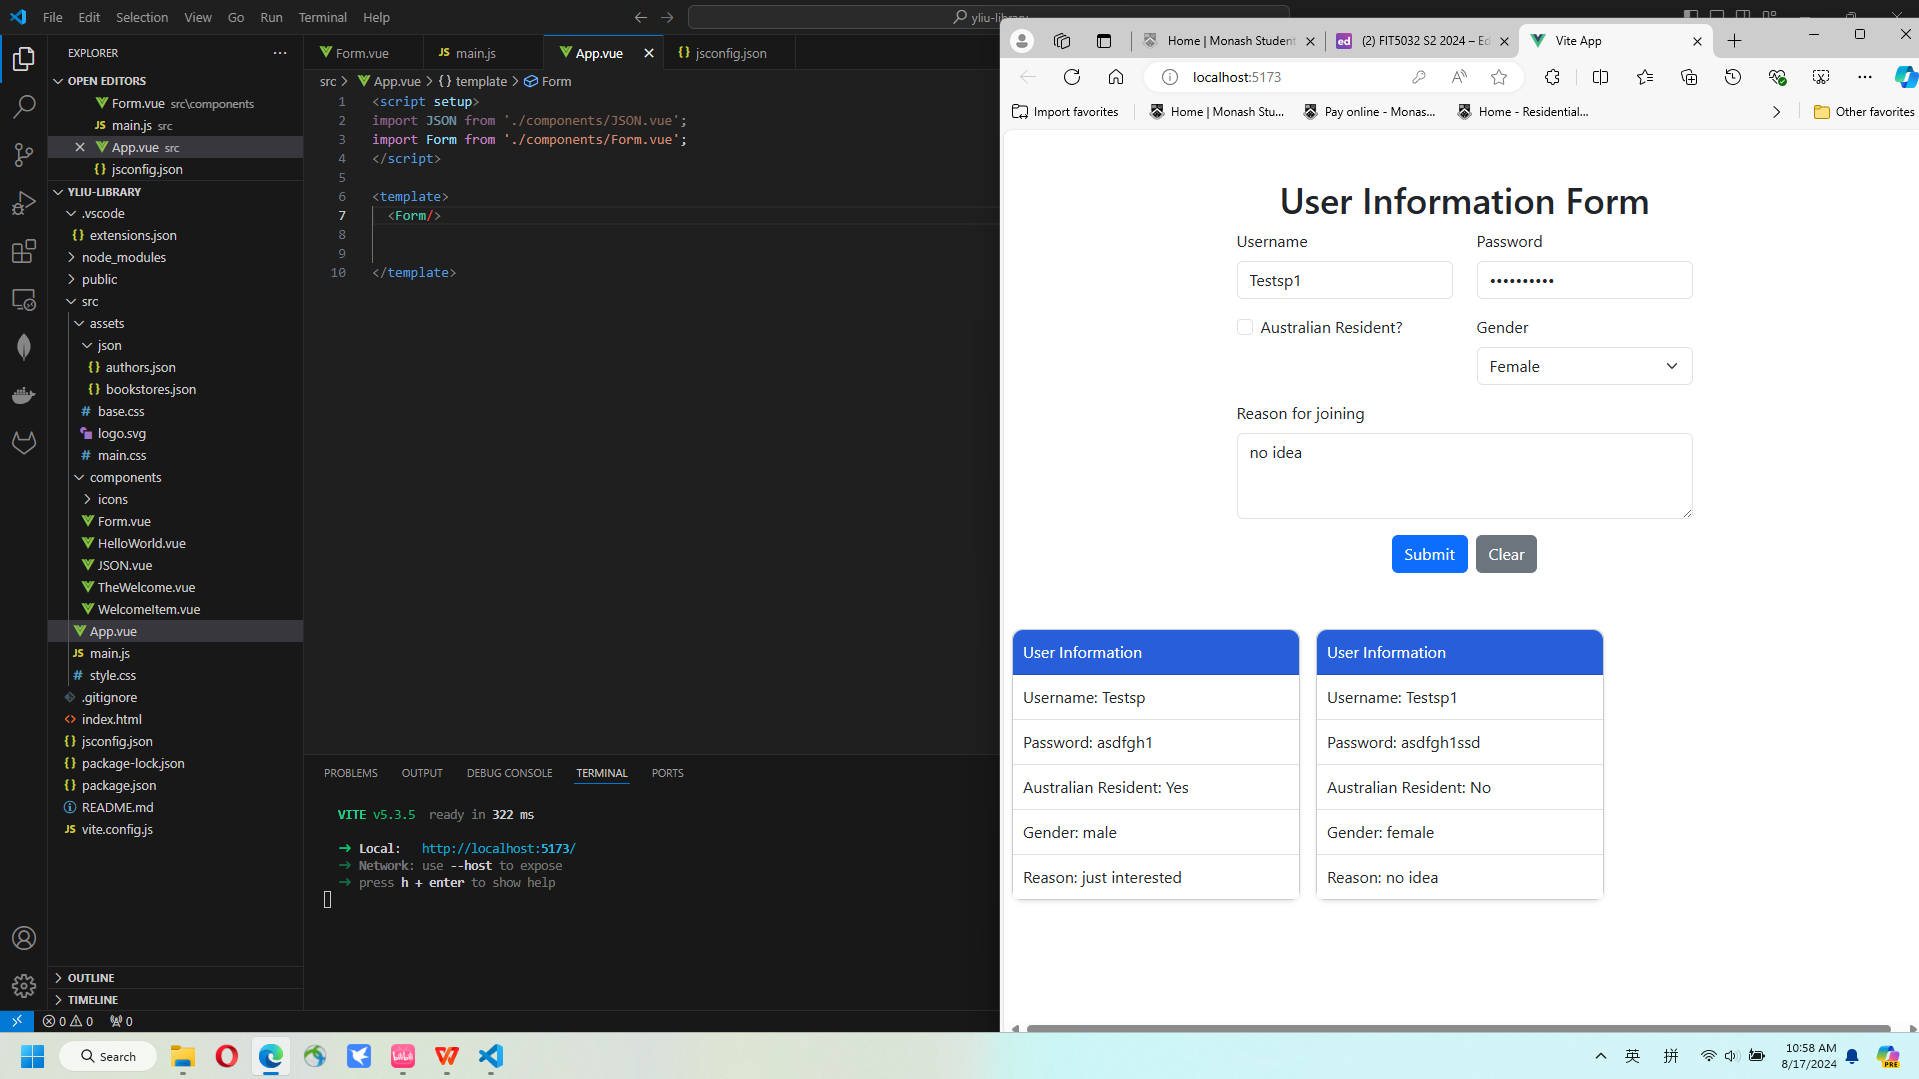 File Edit Selection View Go Run Terminal Help
yliu-library
EXPLORER
OPEN EDITORS
Form.vue src\components
main.js src
App.vue src
jsconfig.json
YLIU-LIBRARY
.vscode
extensions.json
node_modules
public
src
assets
json
authors.json
bookstores.json
base.css
logo.svg
main.css
components
icons
Form.vue
HelloWorld.vue
JSON.vue
TheWelcome.vue
WelcomeItem.vue
App.vue
main.js
style.css
.gitignore
index.html
jsconfig.json
package-lock.json
package.json
README.md
vite.config.js
OUTLINE
TIMELINE
0 0 0
Form.vue main.js App.vue jsconfig.json
src App.vue template Form
1 <script setup>
2 import JSON from './components/JSON.vue';
3 import Form from './components/Form.vue';
4 </script>
5
6 <template>
7 <Form/>
8
9
10 </template>
PROBLEMS OUTPUT DEBUG CONSOLE TERMINAL PORTS
VITE v5.3.5 ready in 322 ms
➜ Local: http://localhost:5173/
➜ Network: use --host to expose
➜ press h + enter to show help
Home | Monash Student (2) FIT5032 S2 2024 – Ed Vite App
localhost:5173
Import favorites Home | Monash Stu... Pay online - Monas... Home - Residential... Other favorites
User Information Form
Username Password
Testsp1 ••••••••••
Australian Resident? Gender
Female
Reason for joining
no idea
Submit Clear
User Information
Username: Testsp
Password: asdfgh1
Australian Resident: Yes
Gender: male
Reason: just interested
User Information
Username: Testsp1
Password: asdfgh1ssd
Australian Resident: No
Gender: female
Reason: no idea
Search
英 拼
10:58 AM
8/17/2024
PRE